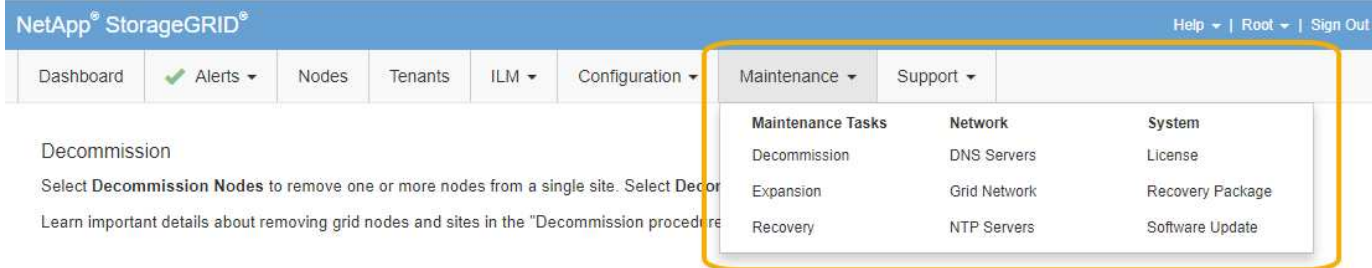 NetApp® StorageGRID®
Help | Root | Sign Out
Dashboard Alerts Nodes Tenants ILM Configuration Maintenance Support
Maintenance Tasks Network System
Decommission DNS Servers License
Expansion Grid Network Recovery Package
Recovery NTP Servers Software Update
Decommission
Select Decommission Nodes to remove one or more nodes from a single site. Select
Learn important details about removing grid nodes and sites in the "Decommission procedure